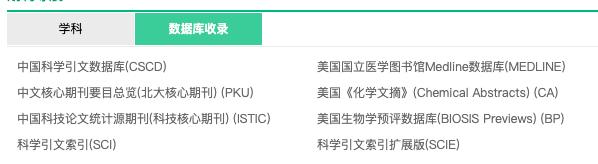 学科
数据库收录
中国科学引文数据库(CSCD)
美国国立医学图书馆Medline数据库(MEDLINE)
中文核心期刊要目总览(北大核心期刊) (PKU)
美国《化学文摘》(Chemical Abstracts) (CA)
中国科技论文统计源期刊(科技核心期刊) (ISTIC)
美国生物学预评数据库(BIOSIS Previews) (BP)
科学引文索引(SCI)
科学引文索引扩展版(SCIE)